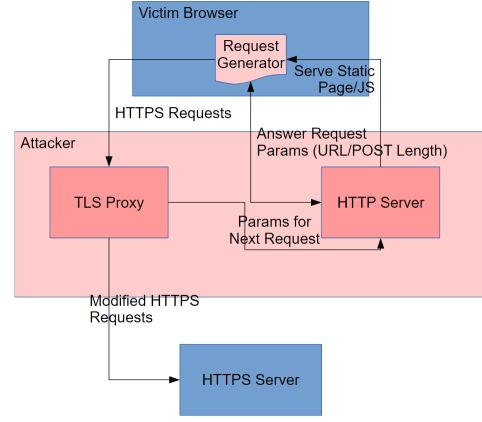 Victim Browser
Request
Generator
Serve Static
Page/JS
HTTPS Requests
Attacker
Answer Request
Params (URL/POST Length)
TLS Proxy
HTTP Server
Params for
Next Request
Modified HTTPS
Requests
HTTPS Server